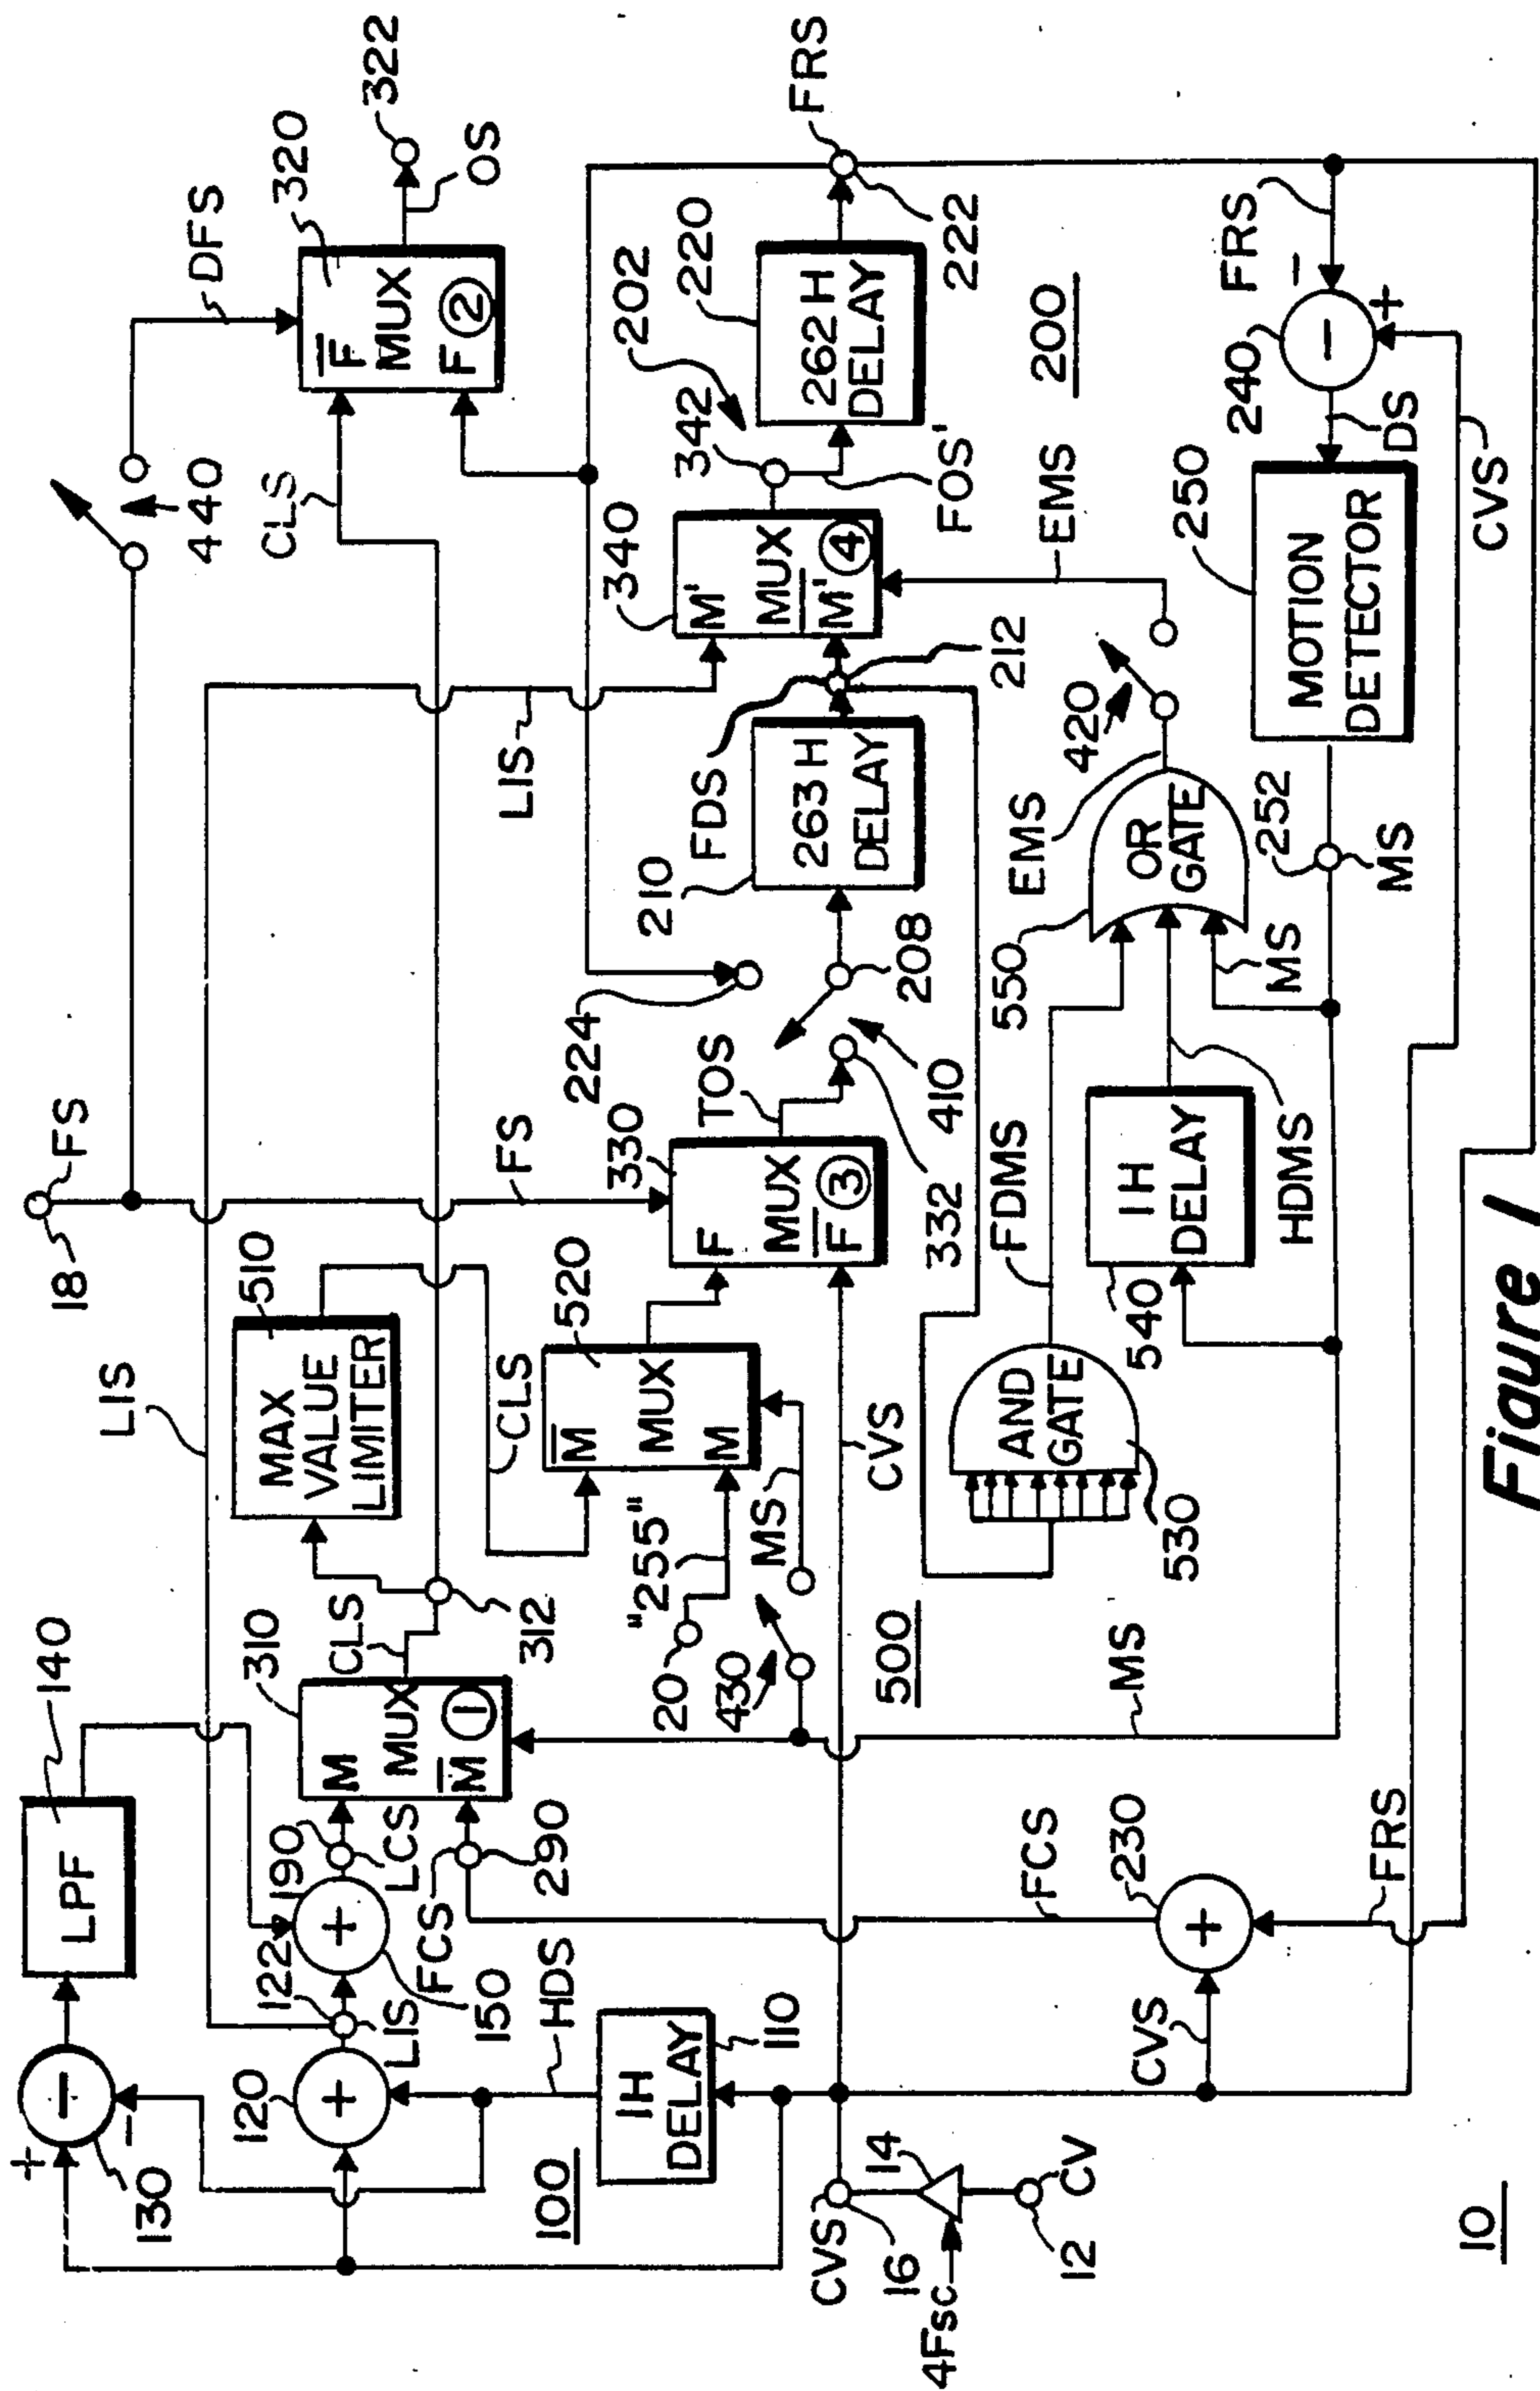 140
LPF
+
−
−
130
LIS
18
FS
510
MAX
VALUE
LIMITER
440
DFS
320
F̅
MUX
F ②
322
OS
CLS
120
+
122
LIS
150
+
190
LCS
310
M
MUX
M̅ ①
CLS
312
FCS
290
HDS
100
1H
DELAY
110
CLS
520
M̅
MUX
M
"255"
20
MS
430
500
FS
330
F
MUX
F̅ ③
TOS
332
410
224
208
210
263 H
DELAY
FDS
212
LIS
340
M'
MUX
M̅' ④
342
FOS'
202
220
262 H
DELAY
222
FRS
200
CVS
16
14
4Fsc
12
CV
CVS
AND
GATE
530
FDMS
1H
DELAY
540
HDMS
550
OR
GATE
MS
EMS
420
EMS
252
MS
MOTION
DETECTOR
250
DS
240
−
−
+
FRS
CVS
MS
FCS
230
+
CVS
FRS
10
Figure 1